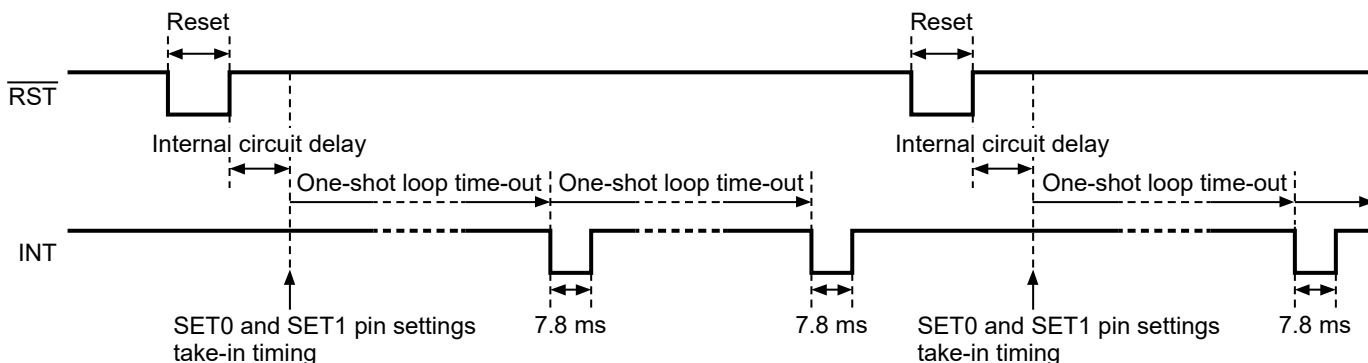 Reset Reset
RST
Internal circuit delay Internal circuit delay
One-shot loop time-out One-shot loop time-out One-shot loop time-out
INT
SET0 and SET1 pin settings
take-in timing
7.8 ms 7.8 ms
SET0 and SET1 pin settings
take-in timing
7.8 ms